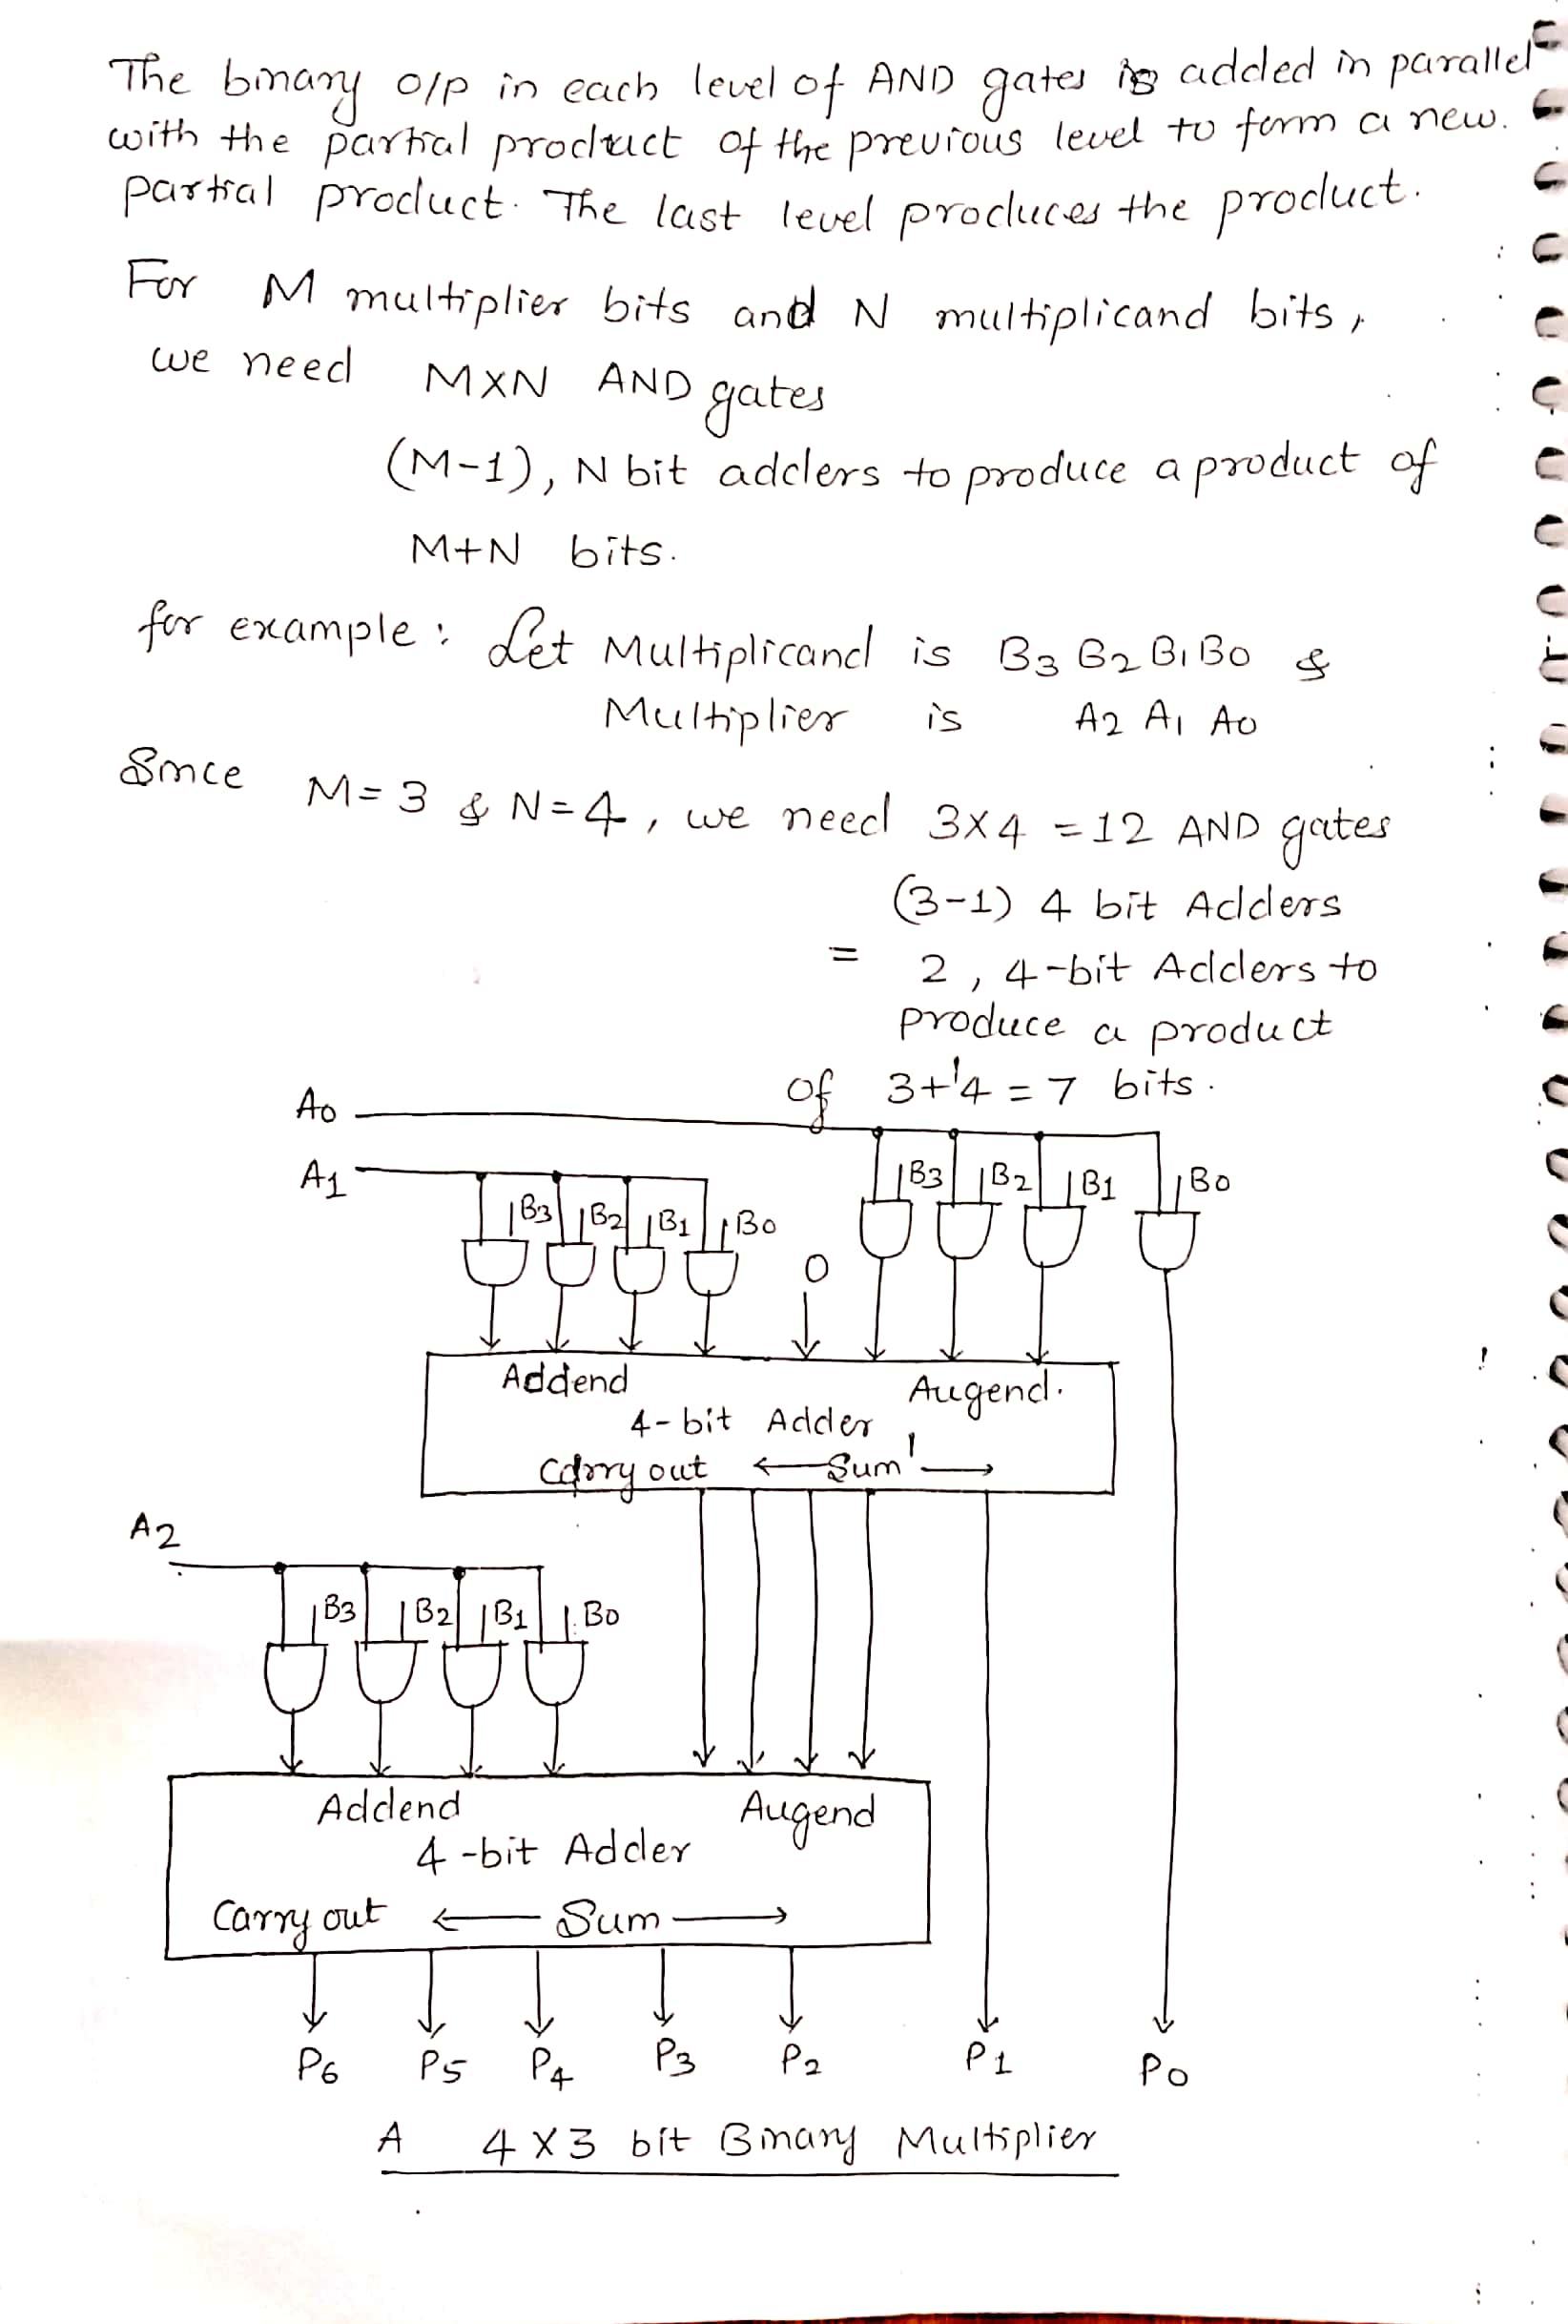 The binary o/p in each level of AND gates is added in parallel
with the partial product of the previous level to form a new.
partial product. The last level produces the product.
For M multiplier bits and N multiplicand bits,
we need MXN AND gates
(M-1), N bit adders to produce a product of
M+N bits.
for example: Let Multiplicand is B3 B2 B1 B0 &
Multiplier is A2 A1 A0
Since M=3 & N=4, we need 3X4 =12 AND gates
(3-1) 4 bit Adders
= 2, 4-bit Adders to
produce a product
of 3+4 = 7 bits.
A0
A1
B3 B2 B1 B0
B3 B2 B1 B0
0
Addend Augend.
4-bit Adder
Carry out ← Sum →
A2
B3 B2 B1 B0
Addend Augend
4-bit Adder
Carry out ← Sum →
P6 P5 P4 P3 P2 P1 P0
A 4X3 bit Binary Multiplier